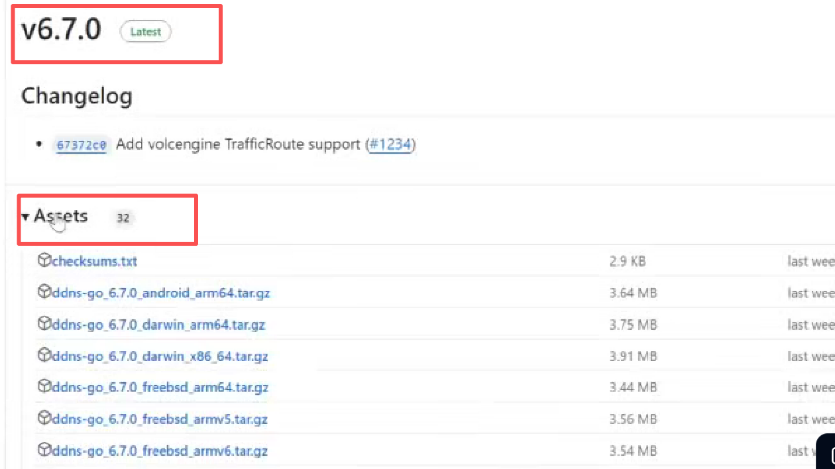 v6.7.0 Latest
Changelog
67372c0 Add volcengine TrafficRoute support (#1234)
Assets 32
checksums.txt 2.9 KB last wee
ddns-go_6.7.0_android_arm64.tar.gz 3.64 MB last wee
ddns-go_6.7.0_darwin_arm64.tar.gz 3.75 MB last wee
ddns-go_6.7.0_darwin_x86_64.tar.gz 3.91 MB last wee
ddns-go_6.7.0_freebsd_arm64.tar.gz 3.44 MB last wee
ddns-go_6.7.0_freebsd_armv5.tar.gz 3.56 MB last wee
ddns-go_6.7.0_freebsd_armv6.tar.gz 3.54 MB last